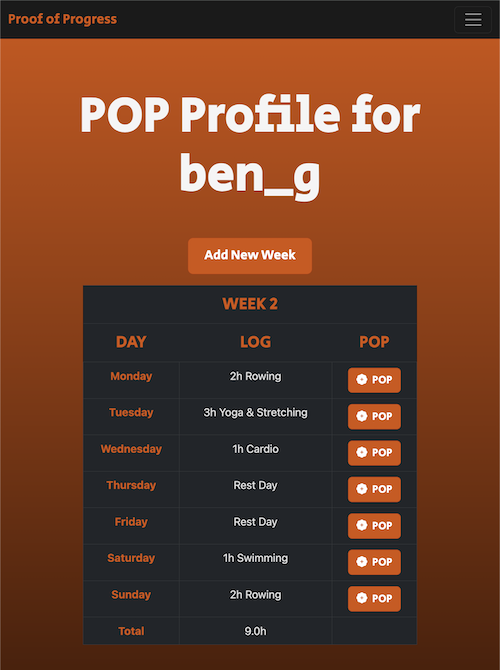 Proof of Progress
POP Profile for
ben_g
Add New Week
WEEK 2
DAY LOG POP
Monday 2h Rowing POP
Tuesday 3h Yoga & Stretching POP
Wednesday 1h Cardio POP
Thursday Rest Day POP
Friday Rest Day POP
Saturday 1h Swimming POP
Sunday 2h Rowing POP
Total 9.0h